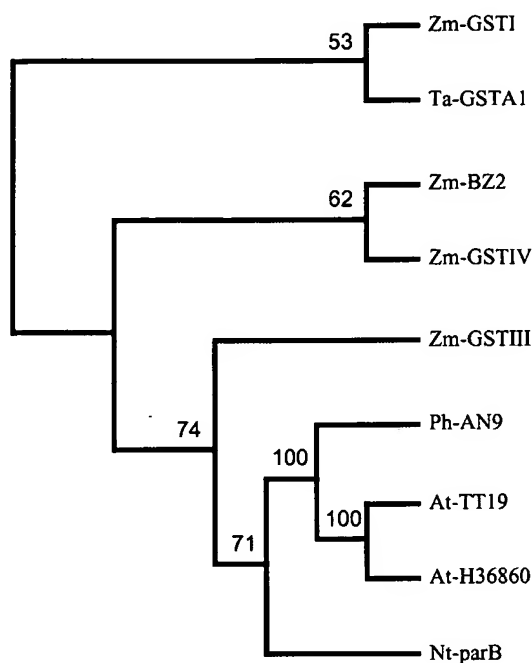 53
Zm-GSTI
Ta-GSTA1
62
Zm-BZ2
Zm-GSTIV
Zm-GSTIII
74
Ph-AN9
100
At-TT19
100
At-H36860
71
Nt-parB